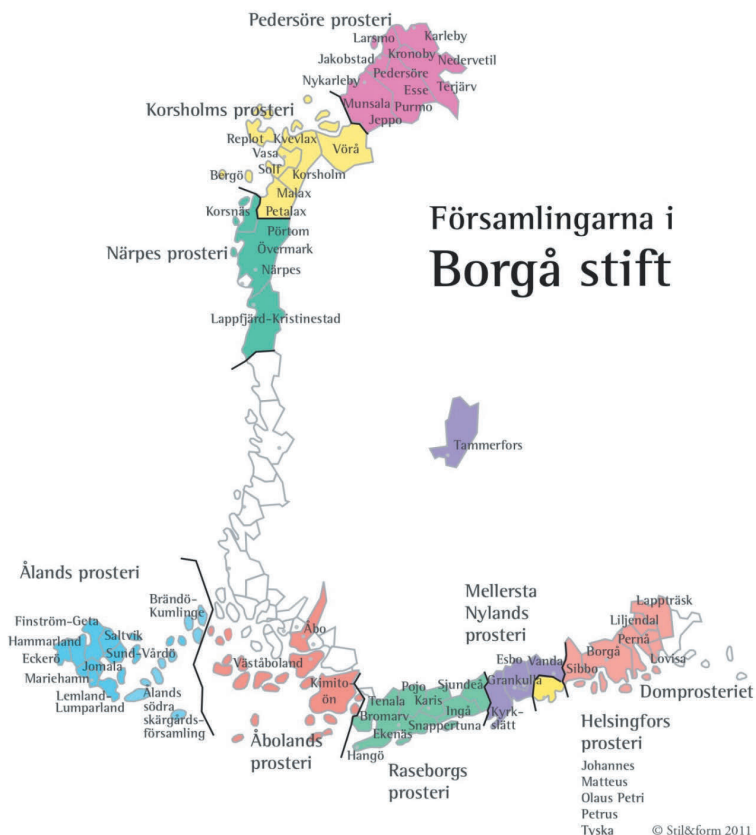 Pedersöre prosteri
Larsmo
Karleby
Kronoby
Jakobstad
Nedervetil
Pedersöre
Nykarleby
Esse
Terjärv
Munsala
Purmo
Jeppo
Korsholms prosteri
Replot
Kvevlax
Vörå
Vasa
Solf
Bergö
Korsholm
Malax
Korsnäs
Petalax
Pörtom
Närpes prosteri
Övermark
Närpes
Lappfjärd-Kristinestad
Församlingarna i
Borgå stift
Tammerfors
Ålands prosteri
Brändö-
Kumlinge
Finström-Geta
Hammarland
Saltvik
Eckerö
Sund-Vårdö
Jomala
Mariehamn
Lemland-
Lumparland
Ålands
södra
skärgårds-
församling
Åbo
Väståboland
Kimito-
ön
Åbolands
prosteri
Mellersta
Nylands
prosteri
Esbo
Vanda
Grankulla
Kyrk-
slätt
Pojo
Sjundeå
Tenala
Karis
Bromarv
Ingå
Snappertuna
Ekenäs
Hangö
Raseborgs
prosteri
Lappträsk
Liljendal
Pernå
Borgå
Sibbo
Lovisa
Domprosteriet
Helsingfors
prosteri
Johannes
Matteus
Olaus Petri
Petrus
Tyska
© Stil&form 2011